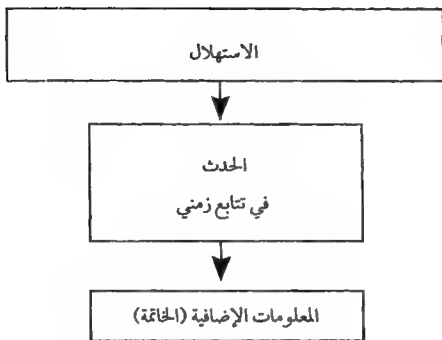 الاستهلال
الحدث
في تتابع زمني
المعلومات الإضافية (الخاتمة)